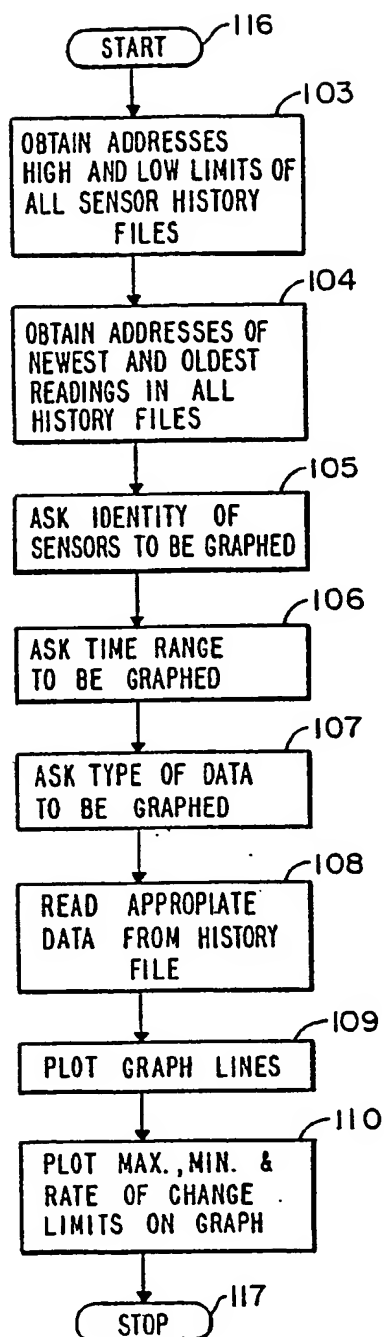 START
116
103
OBTAIN ADDRESSES
HIGH AND LOW LIMITS OF
ALL SENSOR HISTORY
FILES
104
OBTAIN ADDRESSES OF
NEWEST AND OLDEST
READINGS IN ALL
HISTORY FILES
105
ASK IDENTITY OF
SENSORS TO BE GRAPHED
106
ASK TIME RANGE
TO BE GRAPHED
107
ASK TYPE OF DATA
TO BE GRAPHED
108
READ APPROPIATE
DATA FROM HISTORY
FILE
109
PLOT GRAPH LINES
110
PLOT MAX., MIN. &
RATE OF CHANGE
LIMITS ON GRAPH
117
STOP